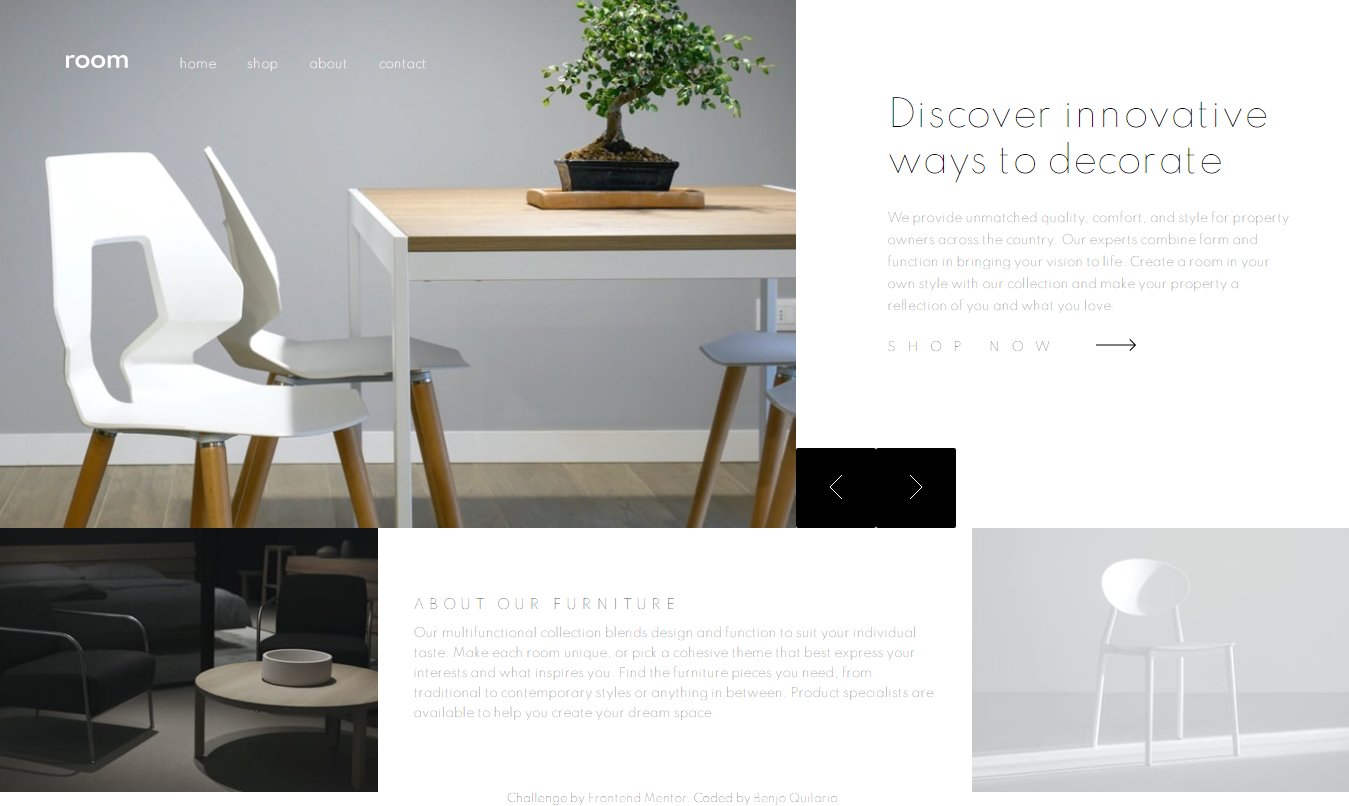 room
home shop about contact
Discover innovative
ways to decorate
We provide unmatched quality, comfort, and style for property
owners across the country. Our experts combine form and
function in bringing your vision to life. Create a room in your
own style with our collection and make your property a
reflection of you and what you love.
SHOP NOW
ABOUT OUR FURNITURE
Our multifunctional collection blends design and function to suit your individual
taste. Make each room unique, or pick a cohesive theme that best express your
interests and what inspires you. Find the furniture pieces you need, from
traditional to contemporary styles or anything in between. Product specialists are
available to help you create your dream space.
Challenge by Frontend Mentor. Coded by Benjo Quilario.